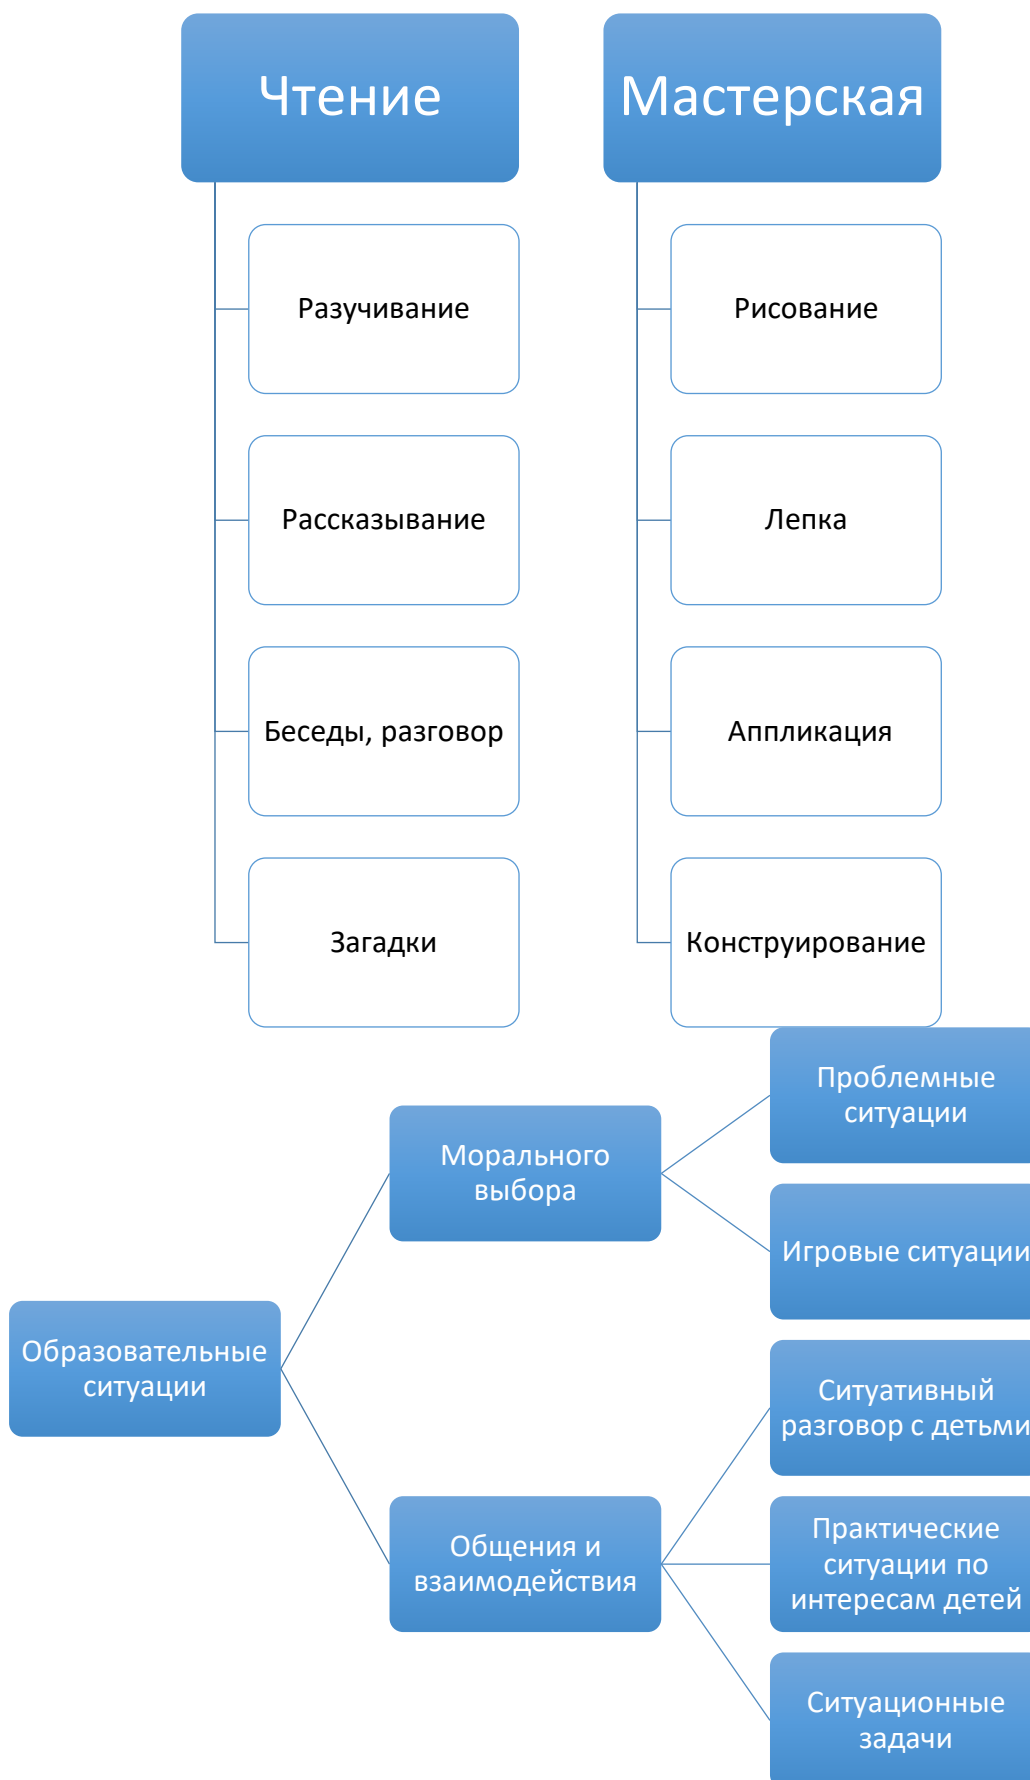 Чтение
Разучивание
Рассказывание
Беседы, разговор
Загадки
Мастерская
Рисование
Лепка
Аппликация
Конструирование
Образовательные
ситуации
Морального
выбора
Проблемные
ситуации
Игровые ситуации
Общения и
взаимодействия
Ситуативный
разговор с детьми
Практические
ситуации по
интересам детей
Ситуационные
задачи